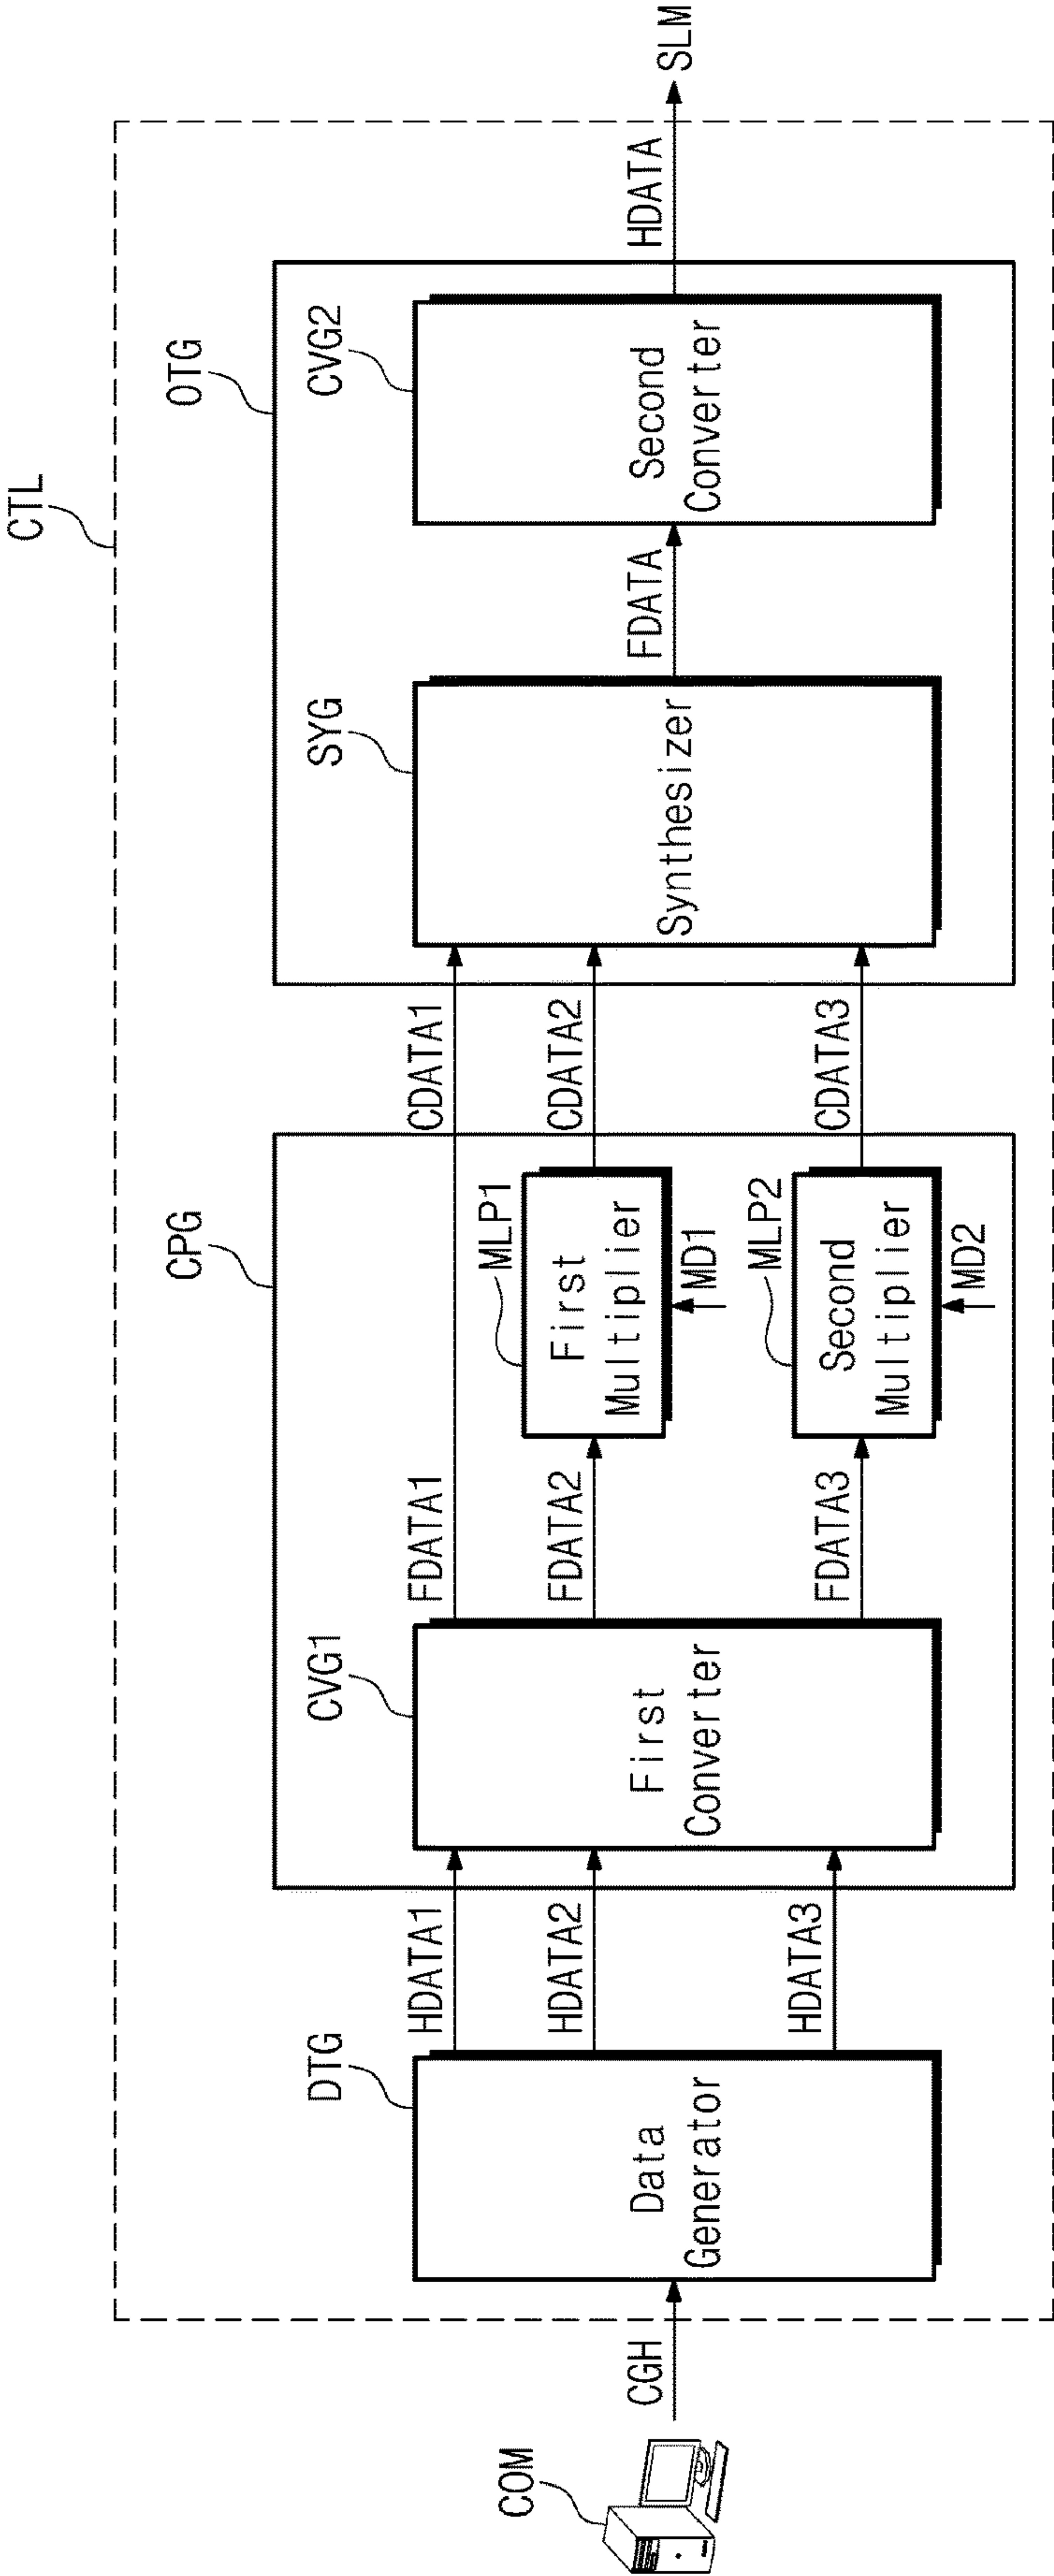 CTL
OTG
CPG
COM
CGH
DTG
Data
Generator
HDATA1
HDATA2
HDATA3
CVG1
First
Converter
FDATA1
FDATA2
FDATA3
MLP1
First
Multiplier
MD1
MLP2
Second
Multiplier
MD2
CDATA1
CDATA2
CDATA3
SYG
Synthesizer
FDATA
CVG2
Second
Converter
HDATA
SLM